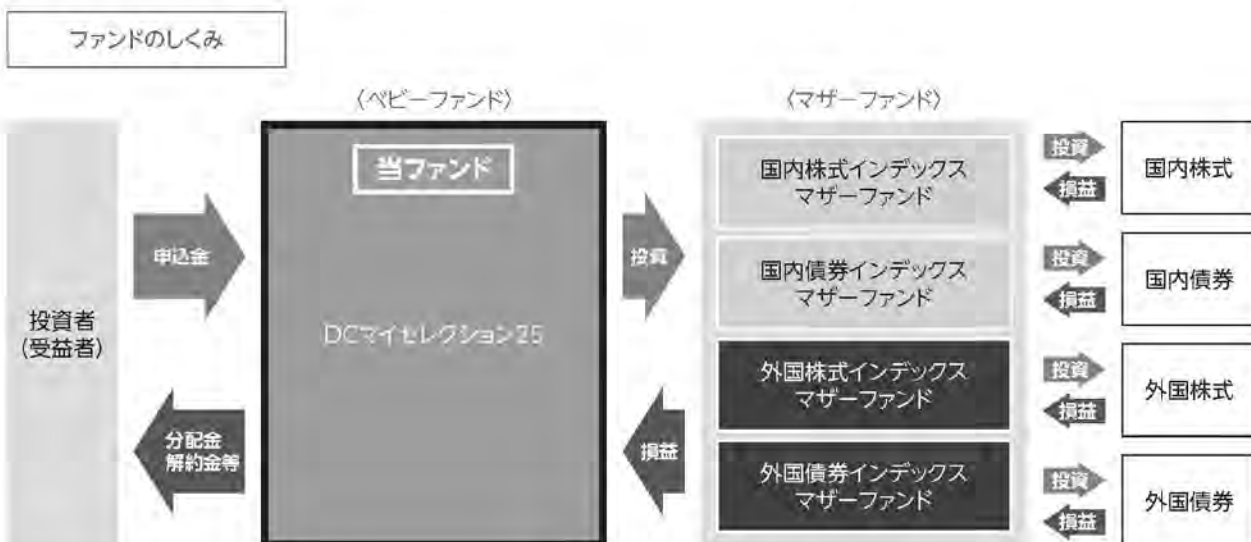 ファンドのしくみ
〈ベビーファンド〉
〈マザーファンド〉
投資者
(受益者)
申込金
分配金
解約金等
当ファンド
DCマイセレクション25
投資
損益
国内株式インデックス
マザーファンド
投資
損益
国内株式
国内債券インデックス
マザーファンド
投資
損益
国内債券
外国株式インデックス
マザーファンド
投資
損益
外国株式
外国債券インデックス
マザーファンド
投資
損益
外国債券